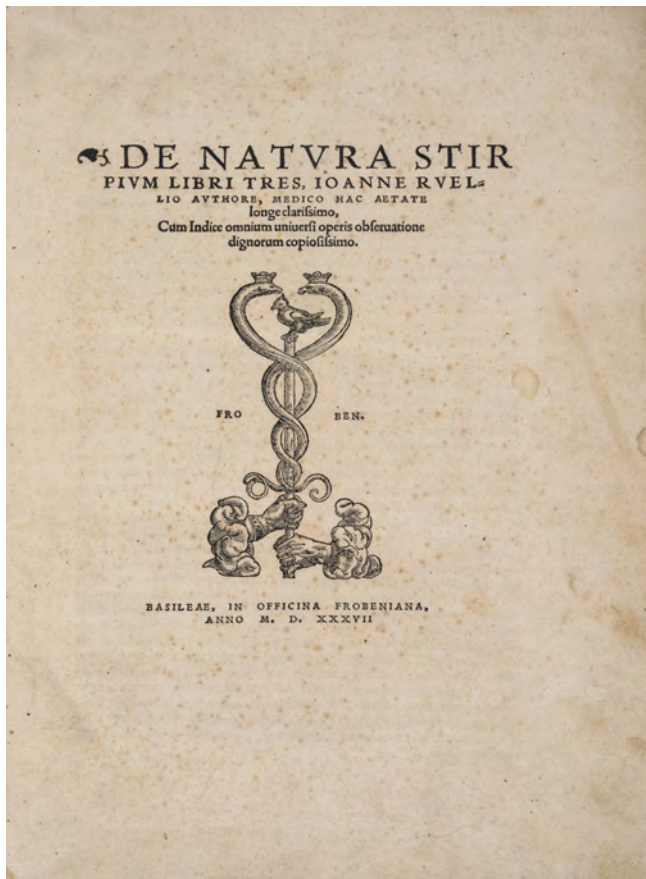 DE NATVRA STIR
PIVM LIBRI TRES, IOANNE RVEL-
LIO AVTHORE, MEDICO HAC AETATE
longe clarissimo,
Cum Indice omnium uniuersi operis obseruatione
dignorum copiosissimo.
FRO BEN.
BASILEAE, IN OFFICINA FROBENIANA,
ANNO M. D. XXXVII